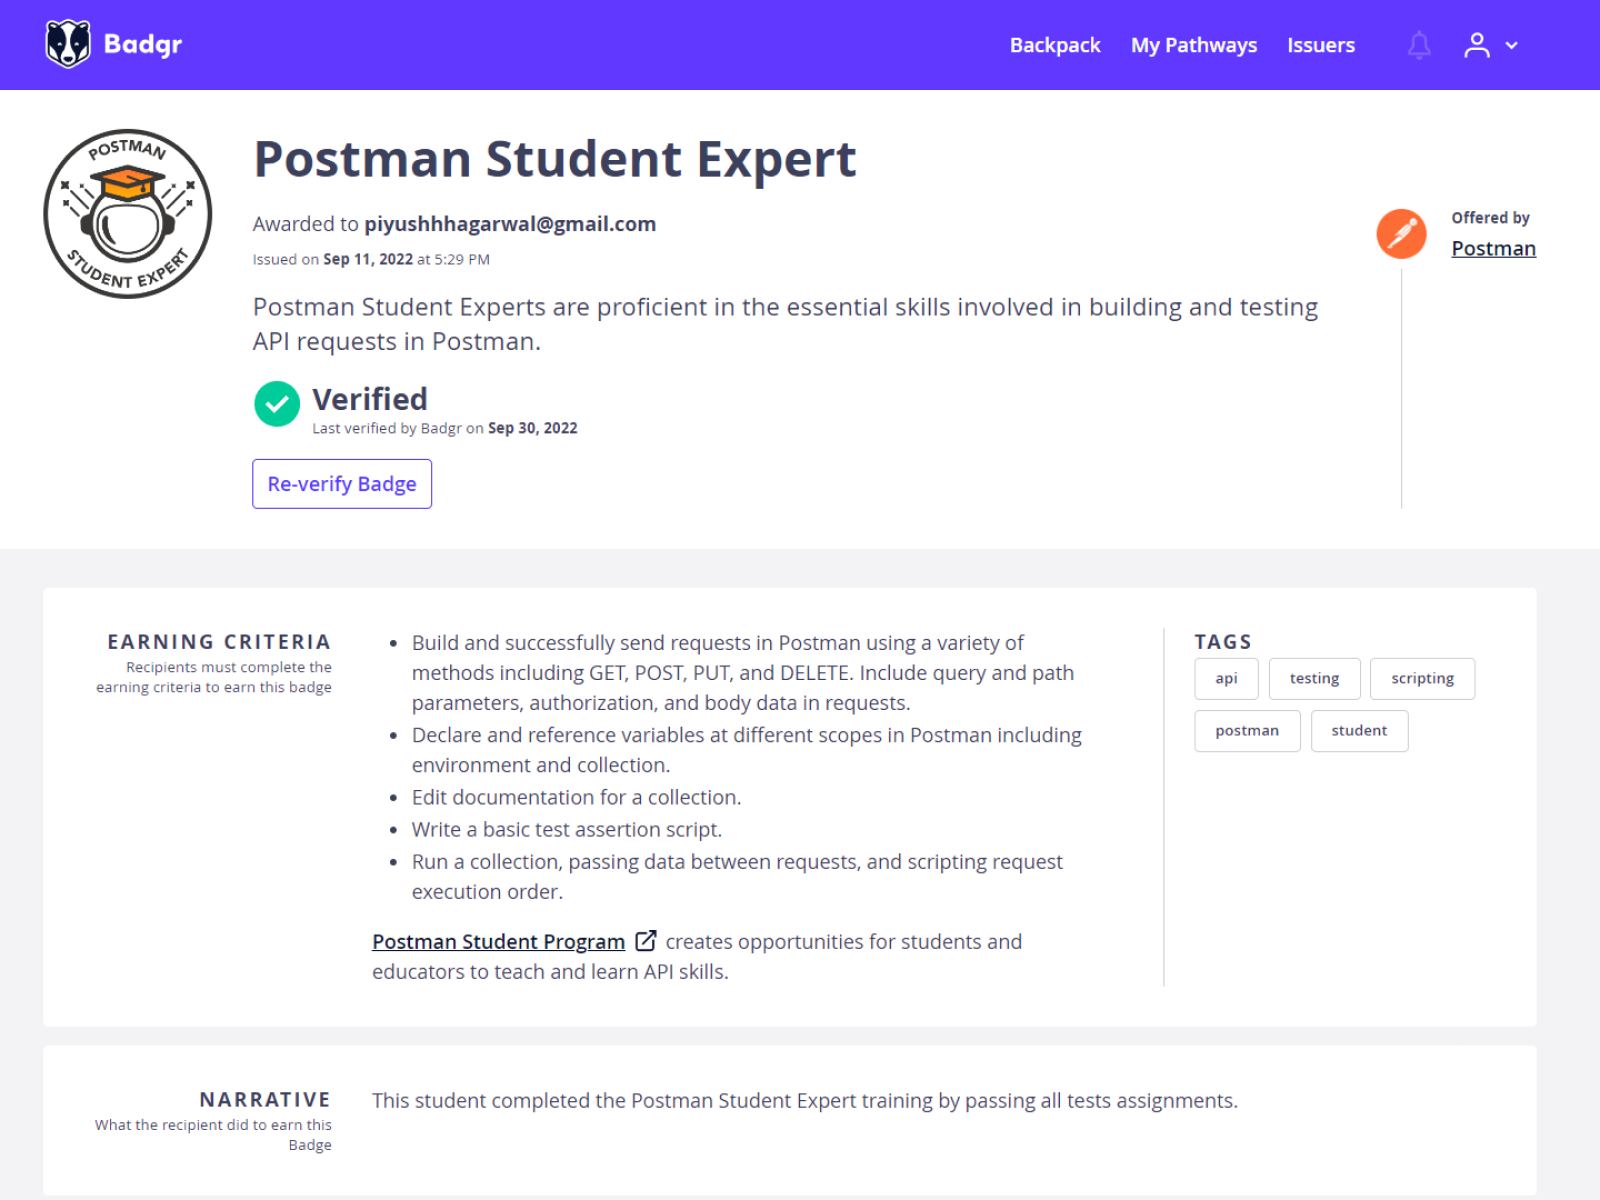 Badgr
Backpack
My Pathways
Issuers
POSTMAN
STUDENT EXPERT
Postman Student Expert
Awarded to piyushhhagarwal@gmail.com
Issued on Sep 11, 2022 at 5:29 PM
Offered by
Postman
Postman Student Experts are proficient in the essential skills involved in building and testing
API requests in Postman.
Verified
Last verified by Badgr on Sep 30, 2022
Re-verify Badge
EARNING CRITERIA
Recipients must complete the
earning criteria to earn this badge
• Build and successfully send requests in Postman using a variety of
methods including GET, POST, PUT, and DELETE. Include query and path
parameters, authorization, and body data in requests.
• Declare and reference variables at different scopes in Postman including
environment and collection.
• Edit documentation for a collection.
• Write a basic test assertion script.
• Run a collection, passing data between requests, and scripting request
execution order.
Postman Student Program creates opportunities for students and
educators to teach and learn API skills.
TAGS
api
testing
scripting
postman
student
NARRATIVE
What the recipient did to earn this
Badge
This student completed the Postman Student Expert training by passing all tests assignments.